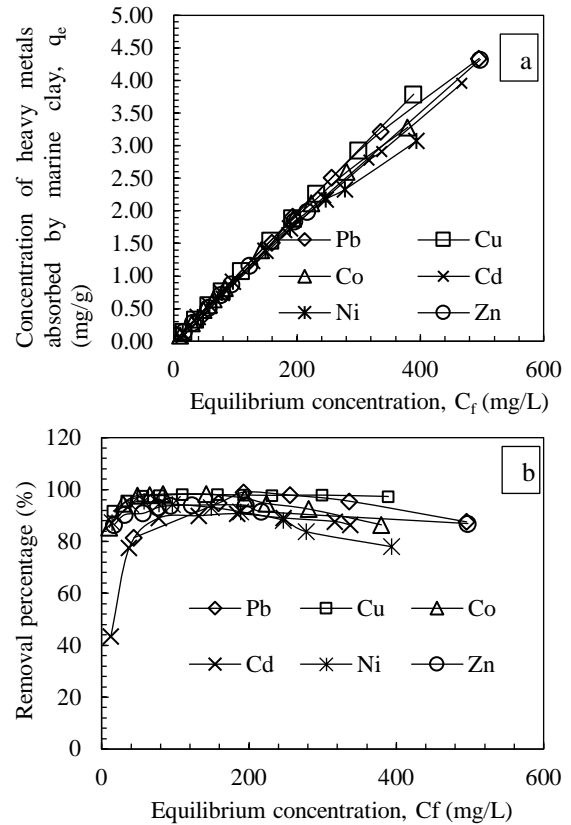 Concentration of heavy metals
absorbed by marine clay, qe
(mg/g)
5.00
4.50
4.00
3.50
3.00
2.50
2.00
1.50
1.00
0.50
0.00
a
Pb
Cu
Co
Cd
Ni
Zn
0
200
400
600
Equilibrium concentration, Cf (mg/L)
Removal percentage (%)
120
100
80
60
40
20
0
b
Pb
Cu
Co
Cd
Ni
Zn
0
200
400
600
Equilibrium concentration, Cf (mg/L)